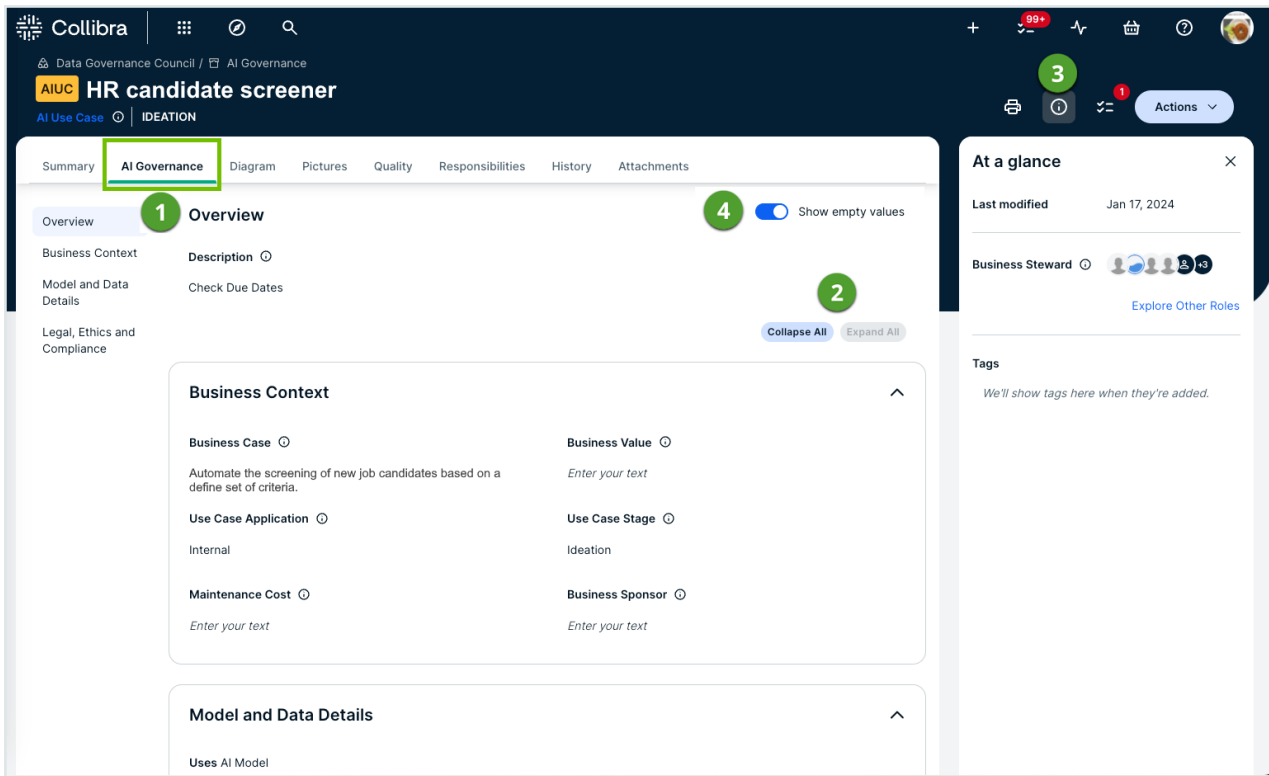 Collibra
99+
Data Governance Council / AI Governance
AIUC HR candidate screener
AI Use Case IDEATION
3
1
Actions
Summary AI Governance Diagram Pictures Quality Responsibilities History Attachments
1
Overview
Business Context
Model and Data
Details
Legal, Ethics and
Compliance
Overview
4
Show empty values
Description
Check Due Dates
2
Collapse All Expand All
Business Context
Business Case
Automate the screening of new job candidates based on a
define set of criteria.
Business Value
Enter your text
Use Case Application
Internal
Use Case Stage
Ideation
Maintenance Cost
Enter your text
Business Sponsor
Enter your text
Model and Data Details
Uses AI Model
At a glance
Last modified Jan 17, 2024
Business Steward +3
Explore Other Roles
Tags
We'll show tags here when they're added.